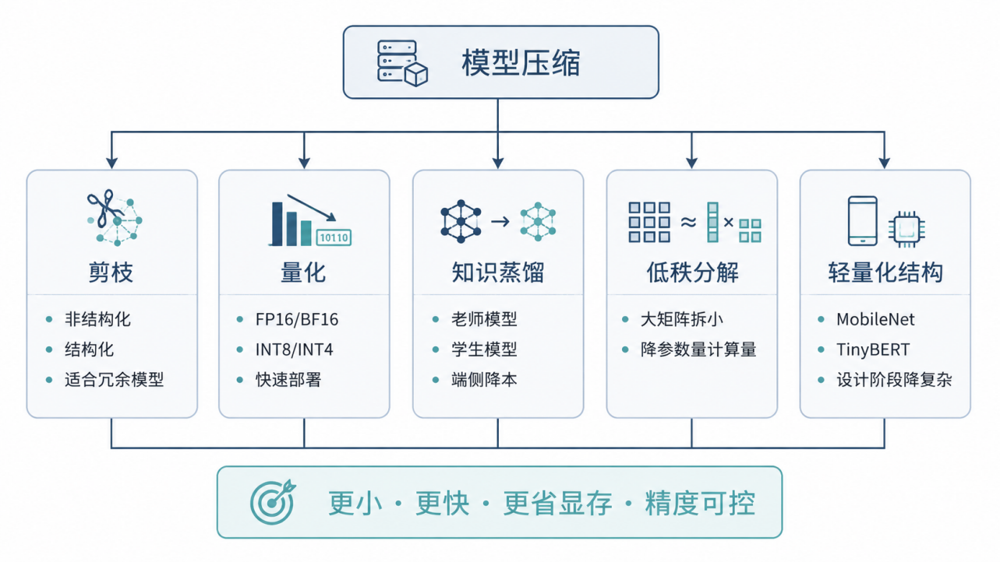 模型压缩
剪枝
非结构化
结构化
适合冗余模型
10110
量化
FP16/BF16
INT8/INT4
快速部署
知识蒸馏
老师模型
学生模型
端侧降本
≈ ×
低秩分解
大矩阵拆小
降参数量计算量
轻量化结构
MobileNet
TinyBERT
设计阶段降复杂
更小・更快・更省显存・精度可控